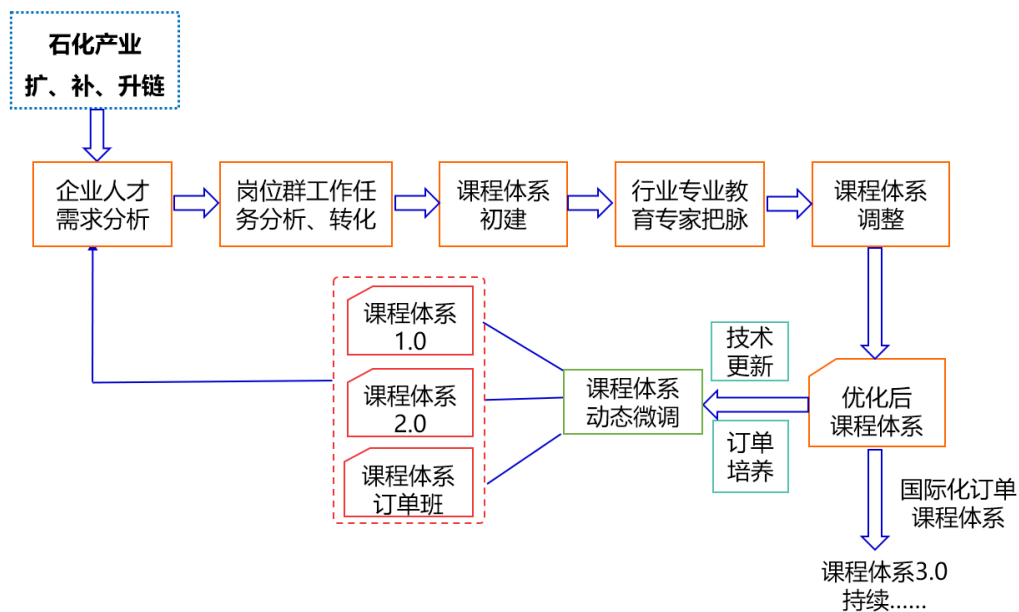 石化产业
扩、补、升链
企业人才
需求分析
岗位群工作任
务分析、转化
课程体系
初建
行业专业教
育专家把脉
课程体系
调整
课程体系
1.0
课程体系
2.0
课程体系
订单班
课程体系
动态微调
技术
更新
订单
培养
优化后
课程体系
国际化订单
课程体系
课程体系3.0
持续......